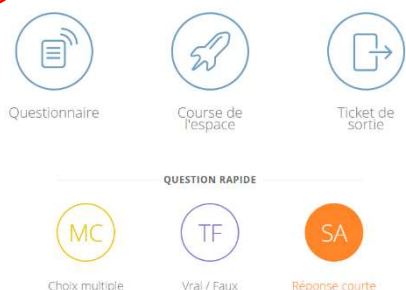 Questionnaire
Course de
l'espace
Ticket de
sortie
QUESTION RAPIDE
MC
TF
SA
Choix multiple
Vrai / Faux
Réponse courte